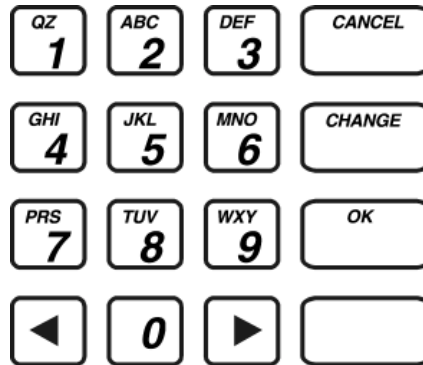 QZ ABC DEF CANCEL
1 2 3
GHI JKL MNO CHANGE
4 5 6
PRS TUV WXY OK
7 8 9
0